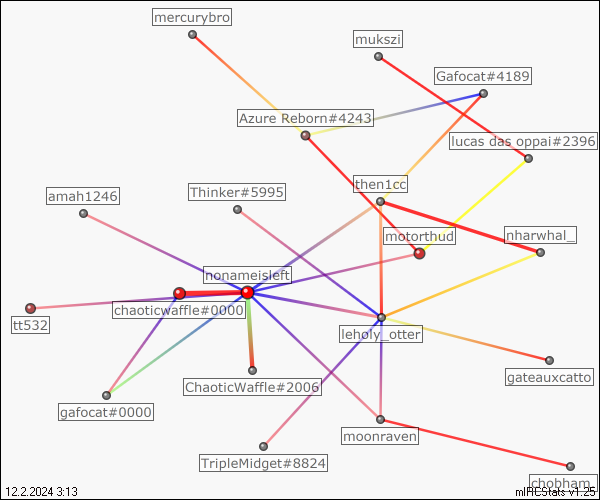 mercurybro
mukszi
Gafocat#4189
Azure Reborn#4243
lucas das oppai#2396
then1cc
Thinker#5995
amah1246
motorthud
nharwhal_
nonameisleft
chaoticwaffle#0000
tt532
leholy_otter
gateauxcatto
ChaoticWaffle#2006
gafocat#0000
moonraven
TripleMidget#8824
chobham_
12.2.2024 3:13
mIRCStats v1.25